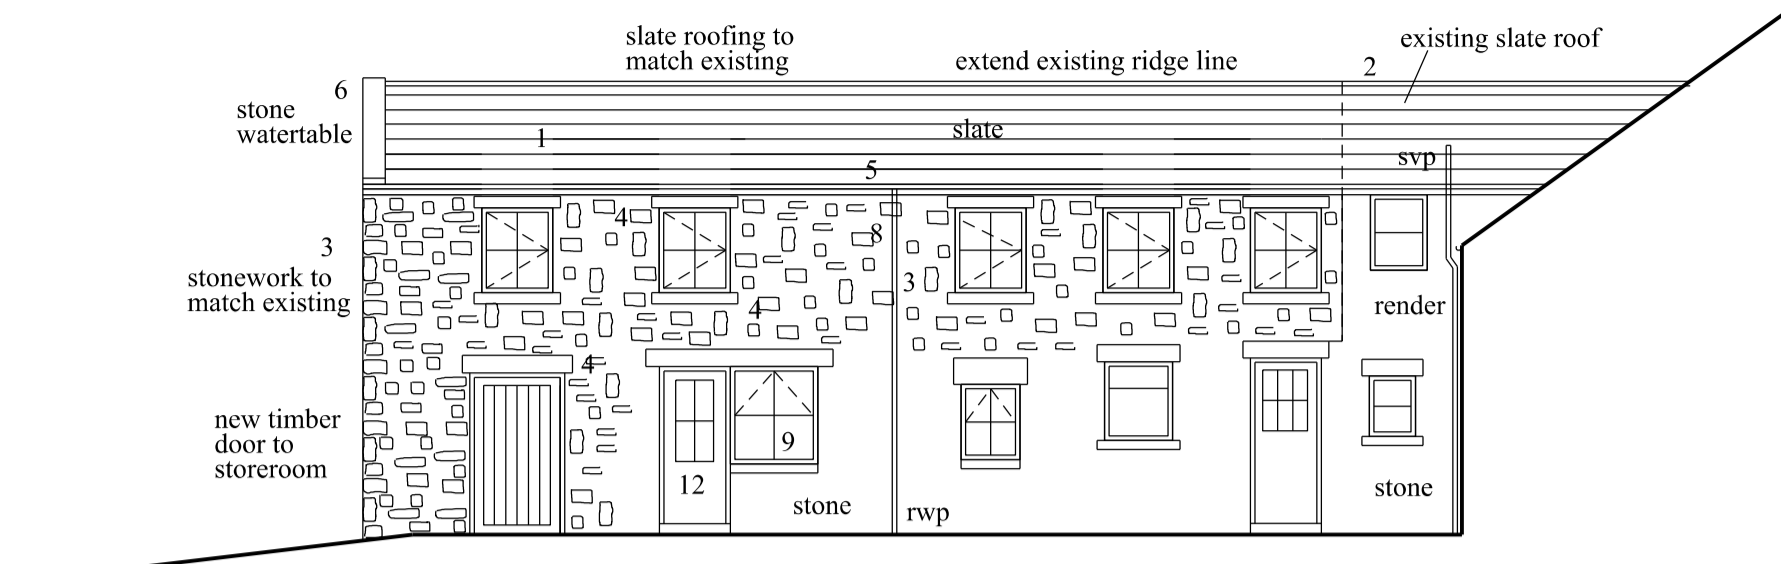 slate roofing to
match existing
extend existing ridge line
existing slate roof
2
6
stone
watertable
1
slate
svp
5
4
8
3
stonework to
match existing
3
4
render
4
new timber
door to
storeroom
9
12
stone
rwp
stone